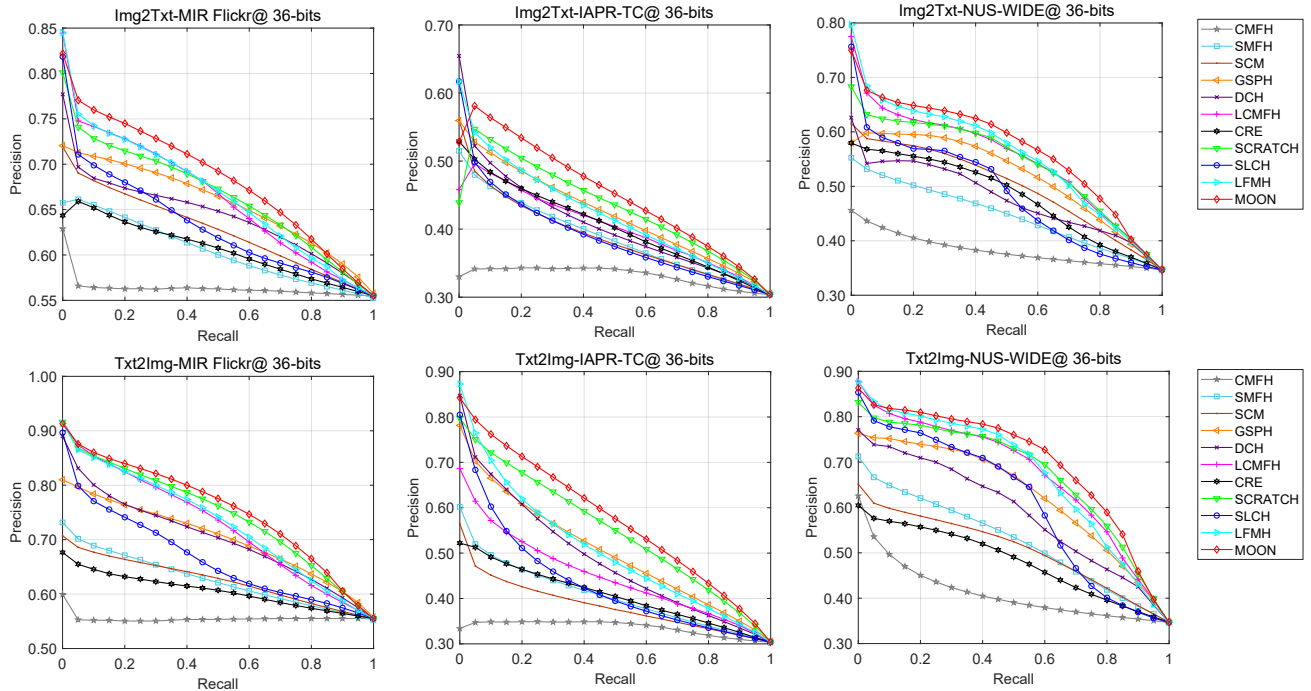 Img2Txt-MIR Flickr@ 36-bits
Precision
0.85
0.80
0.75
0.70
0.65
0.60
0.55
0 0.2 0.4 0.6 0.8 1
Recall
Img2Txt-IAPR-TC@ 36-bits
Precision
0.70
0.60
0.50
0.40
0.30
0 0.2 0.4 0.6 0.8 1
Recall
Img2Txt-NUS-WIDE@ 36-bits
Precision
0.80
0.70
0.60
0.50
0.40
0.30
0 0.2 0.4 0.6 0.8 1
Recall
CMFH
SMFH
SCM
GSPH
DCH
LCMFH
CRE
SCRATCH
SLCH
LFMH
MOON
Txt2Img-MIR Flickr@ 36-bits
Precision
1.00
0.90
0.80
0.70
0.60
0.50
0 0.2 0.4 0.6 0.8 1
Recall
Txt2Img-IAPR-TC@ 36-bits
Precision
0.90
0.80
0.70
0.60
0.50
0.40
0.30
0 0.2 0.4 0.6 0.8 1
Recall
Txt2Img-NUS-WIDE@ 36-bits
Precision
0.90
0.80
0.70
0.60
0.50
0.40
0.30
0 0.2 0.4 0.6 0.8 1
Recall
CMFH
SMFH
SCM
GSPH
DCH
LCMFH
CRE
SCRATCH
SLCH
LFMH
MOON